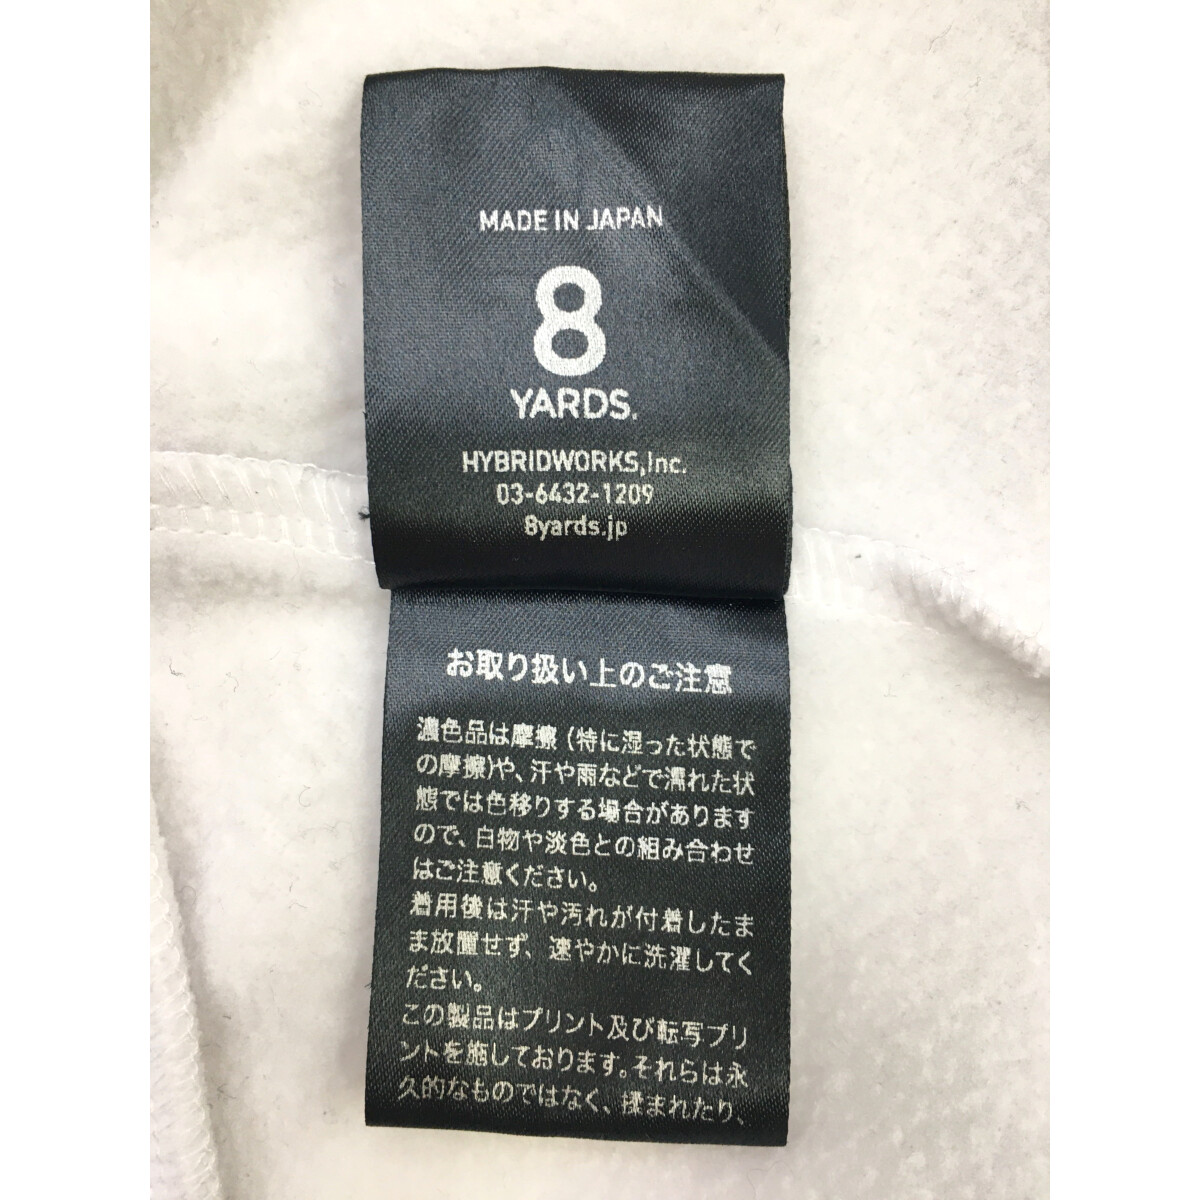 MADE IN JAPAN
8
YARDS.
HYBRIDWORKS,Inc.
03-6432-1209
8yards.jp
お取り扱い上のご注意
濃色品は摩擦(特に湿った状態で
の摩擦)や、汗や雨などで濡れた状
態では色移りする場合があります
ので、白物や淡色との組み合わせ
はご注意ください。
着用後は汗や汚れが付着したま
ま放置せず、速やかに洗濯してく
ださい。
この製品はプリント及び転写プリ
ントを施しております。それらは永
久的なものではなく、揉まれたり、